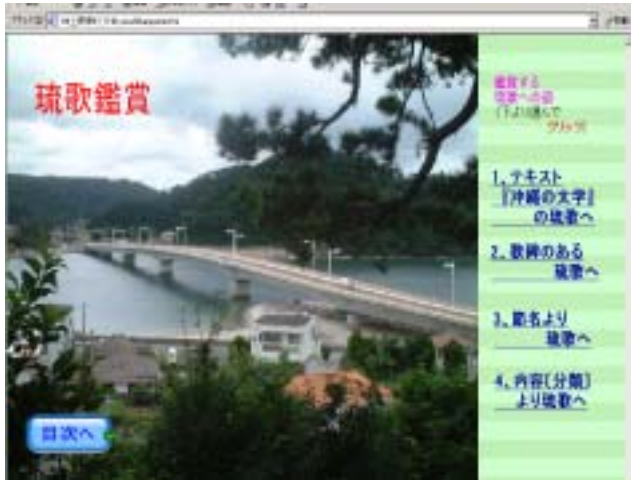 琉歌鑑賞
鑑賞する
琉歌への道
(下より選んで
クリック)
1、テキスト
『沖縄の文学』
の琉歌へ
2、歌碑のある
琉歌へ
3、節名より
琉歌へ
4、内容〔分類〕
より琉歌へ
目次へ